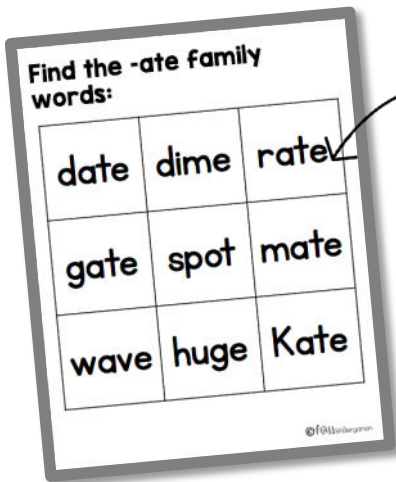 Find the -ate family
words:
date dime rate
gate spot mate
wave huge Kate